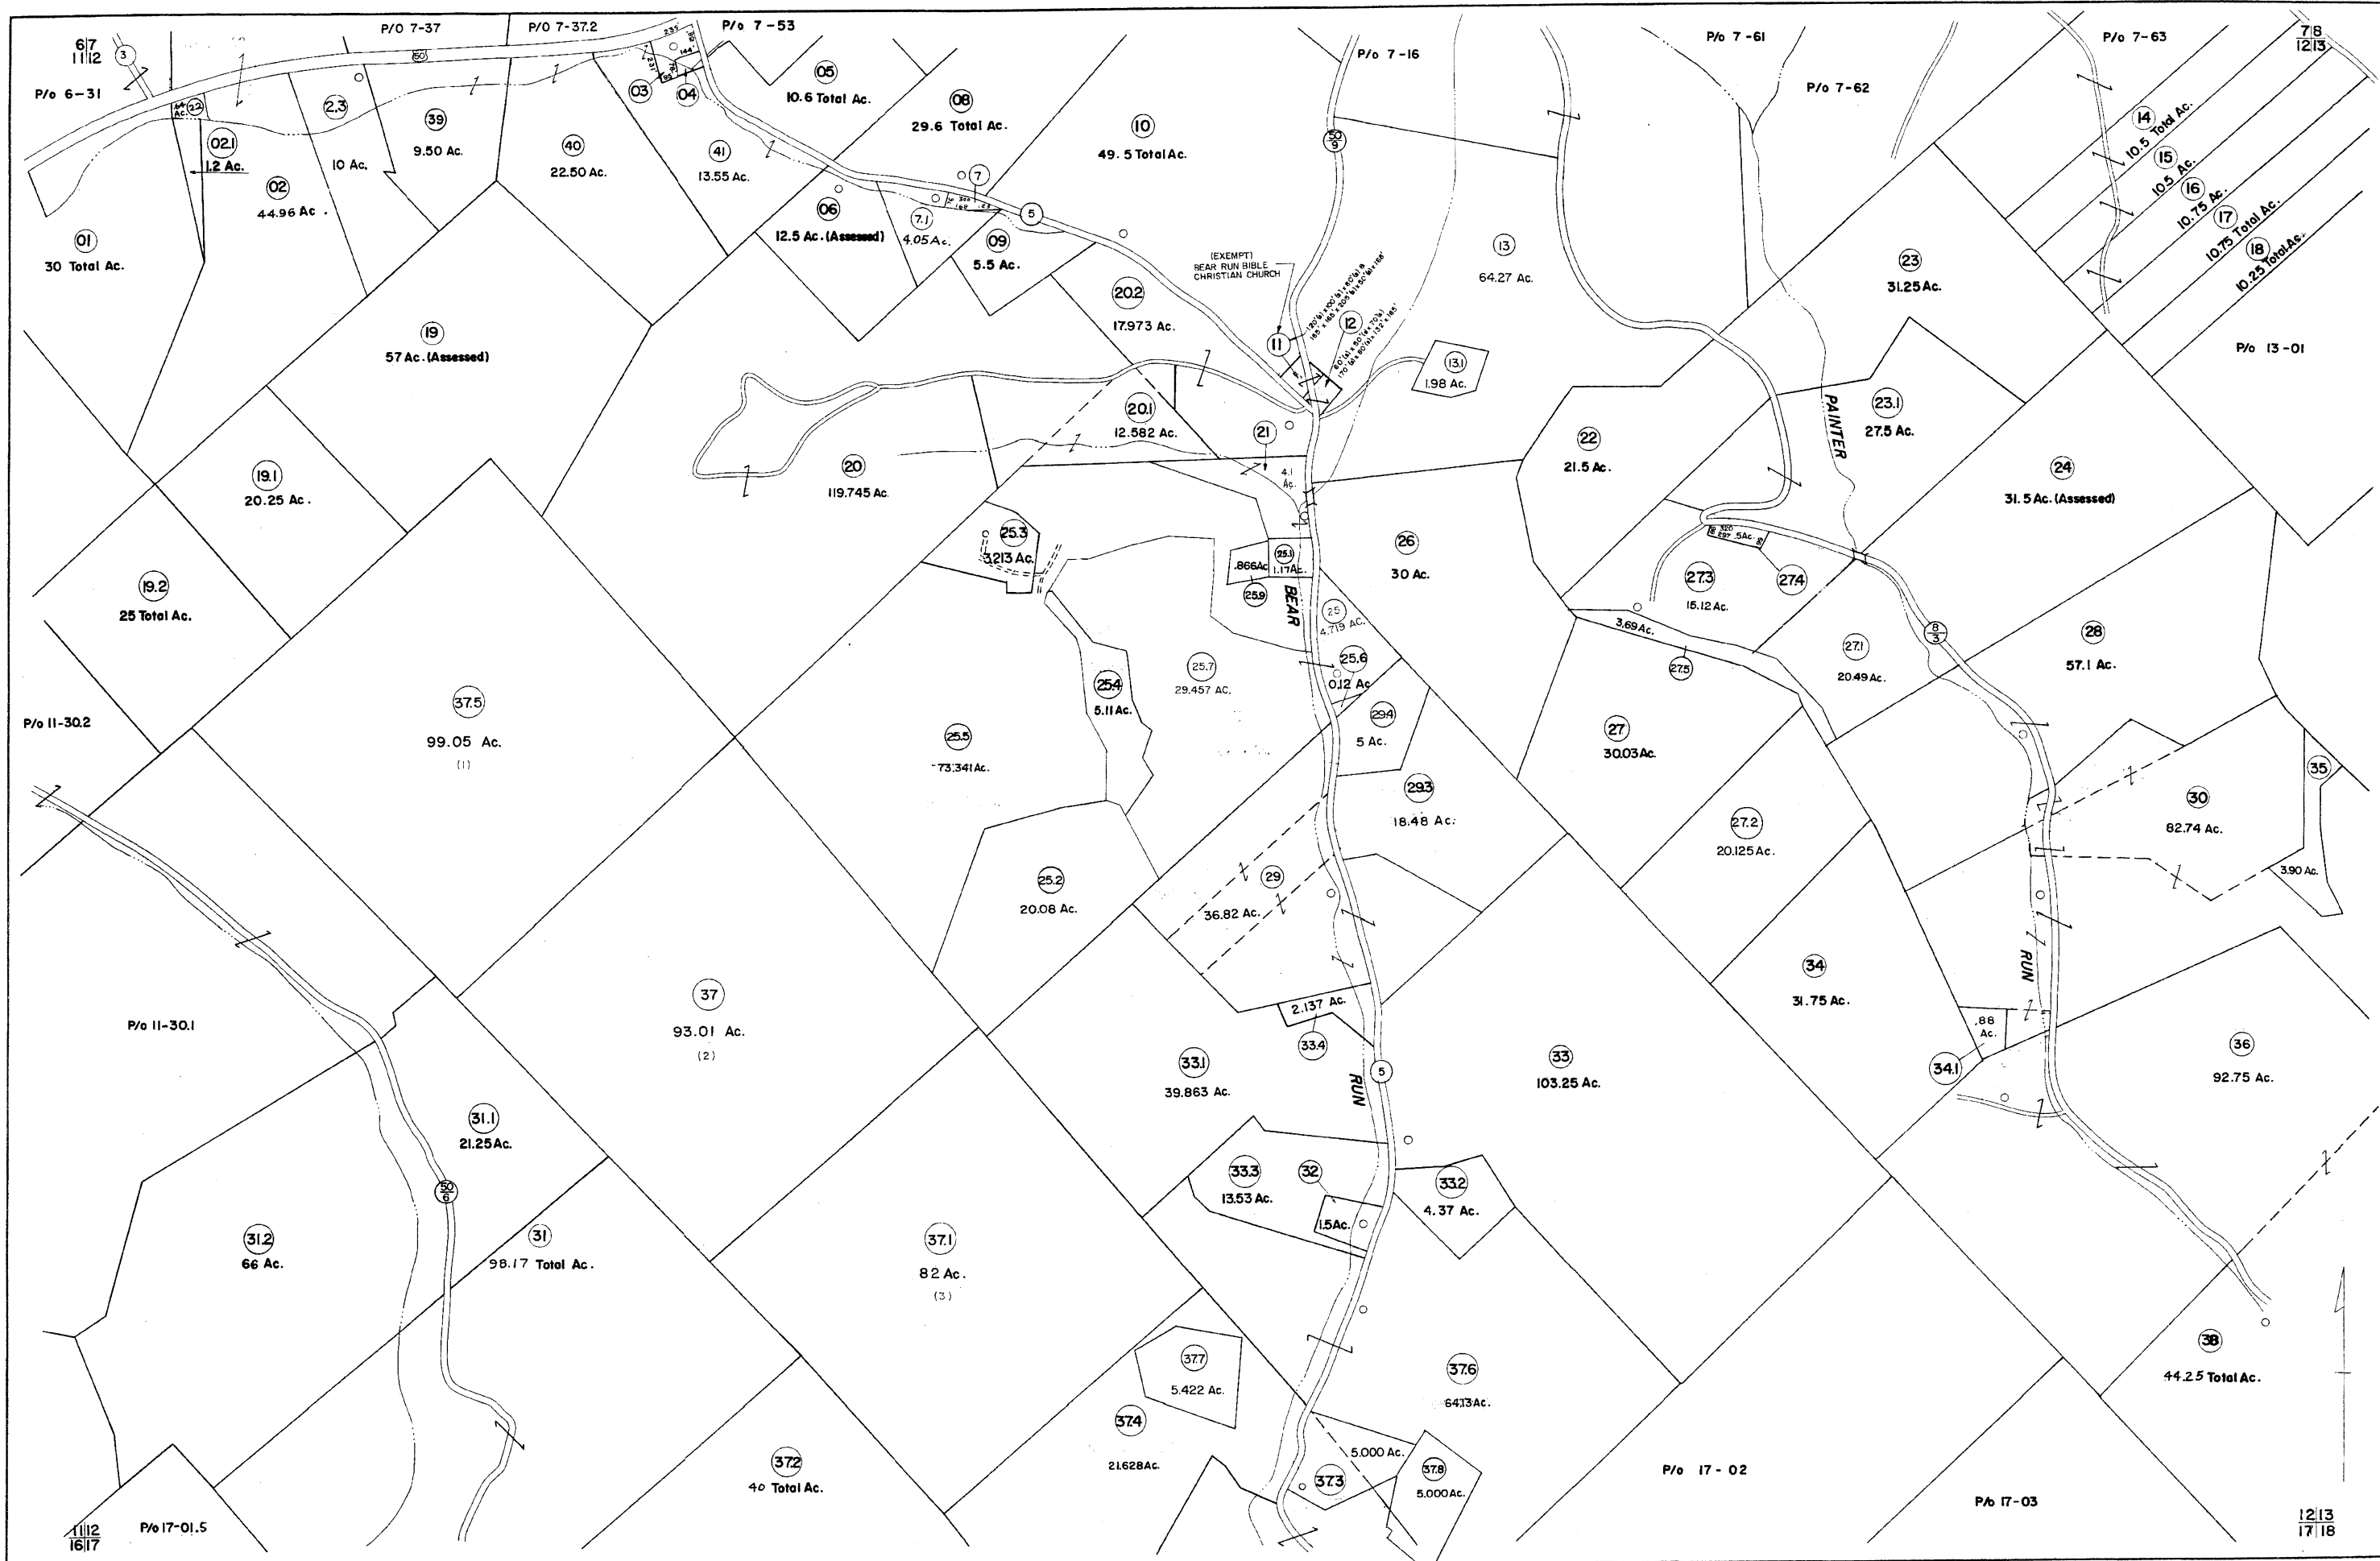 6|7
11|12
3
P/o 6-31
P/O 7-37
P/O 7-37.2
P/o 7-53
P/o 7-16
P/o 7-61
P/o 7-62
P/o 7-63
7|8
12|13
50
2.2
.64
Ac.
02.1
1.2 Ac.
02
44.96 Ac.
2.3
10 Ac.
39
9.50 Ac.
40
22.50 Ac.
235'
144'
231'
95'
03
04
41
13.55 Ac.
05
10.6 Total Ac.
08
29.6 Total Ac.
10
49.5 Total Ac.
50
9
01
30 Total Ac.
06
12.5 Ac. (Assessed)
7
7.1
4.05 Ac.
09
5.5 Ac.
5
(EXEMPT)
BEAR RUN BIBLE
CHRISTIAN CHURCH
11
12
13
64.27 Ac.
13.1
1.98 Ac.
14
10.5 Total Ac.
15
10.5 Ac.
16
10.75 Ac.
17
10.75 Total Ac.
18
10.25 Total Ac.
P/o 13-01
23
31.25 Ac.
23.1
27.5 Ac.
PAINTER
22
21.5 Ac.
24
31.5 Ac. (Assessed)
19
57 Ac. (Assessed)
20.2
17.973 Ac.
20.1
12.582 Ac.
21
4.1
Ac.
20
119.745 Ac.
19.1
20.25 Ac.
19.2
25 Total Ac.
25.3
3.213 Ac.
.866Ac
25.1
1.17Ac.
25.9
BEAR
25
4.719 AC.
26
30 Ac.
320
297
.5Ac.
27.3
15.12 Ac.
27.4
3.69 Ac.
27.5
8
3
27.1
20.49 Ac.
28
57.1 Ac.
P/o 11-30.2
37.5
99.05 Ac.
(1)
25.5
73.341 Ac.
25.4
5.11 Ac.
25.7
29.457 AC.
25.6
0.12 Ac
29.4
5 Ac.
27
30.03 Ac.
29.3
18.48 Ac.
27.2
20.125 Ac.
30
82.74 Ac.
35
3.90 Ac.
25.2
20.08 Ac.
29
36.82 Ac.
34
31.75 Ac.
RUN
P/o 11-30.1
37
93.01 Ac.
(2)
2.137 Ac.
33.4
33.1
39.863 Ac.
RUN
5
33
103.25 Ac.
.88
Ac.
34.1
36
92.75 Ac.
31.1
21.25 Ac.
50
6
31.2
66 Ac.
31
98.17 Total Ac.
33.3
13.53 Ac.
32
1.5Ac.
33.2
4.37 Ac.
37.1
82 Ac.
(3)
37.7
5.422 Ac.
37.4
21.628 Ac.
37.6
64.13 Ac.
38
44.25 Total Ac.
37.2
40 Total Ac.
5.000 Ac.
37.3
37.8
5.000 Ac.
P/o 17-02
P/o 17-03
11|12
16|17
P/o 17-01.5
12|13
17|18